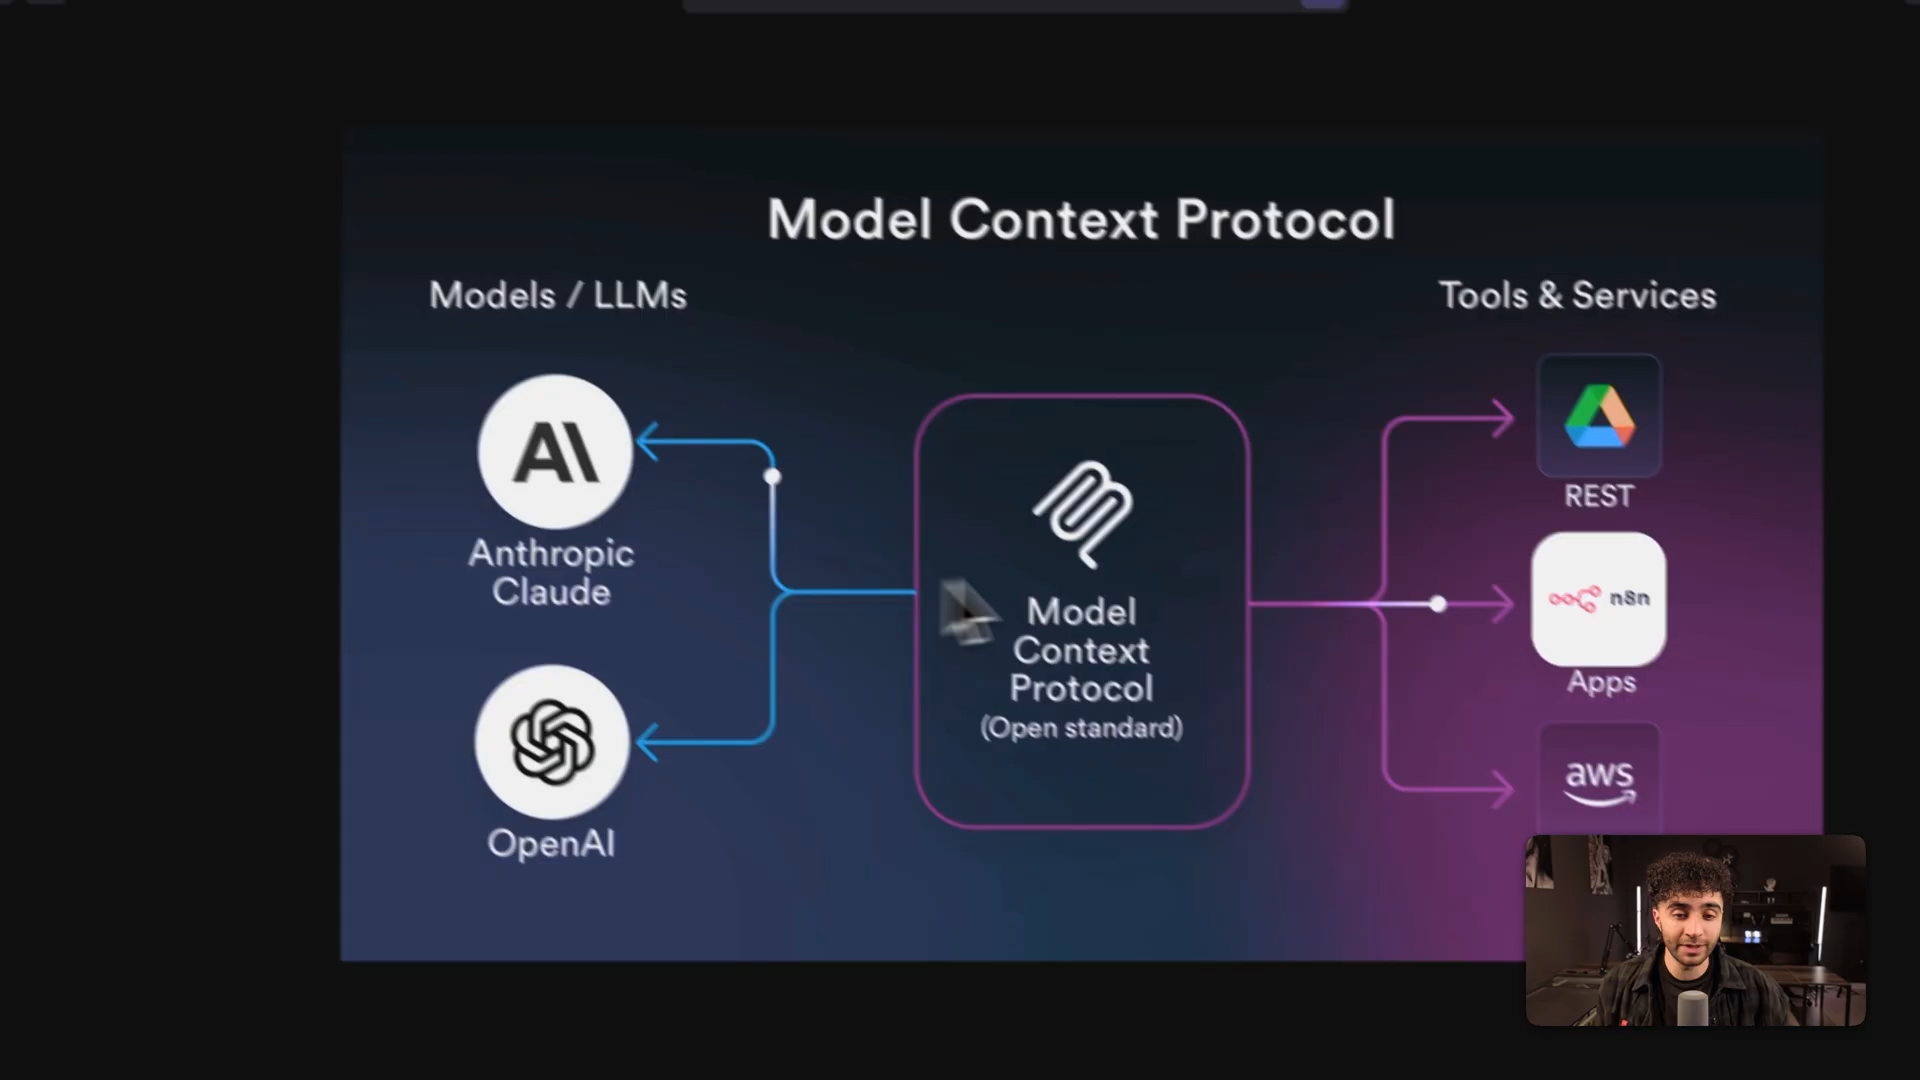 Model Context Protocol
Models / LLMs
Tools & Services
AI
Anthropic
Claude
OpenAI
Model
Context
Protocol
(Open standard)
REST
n8n
Apps
aws